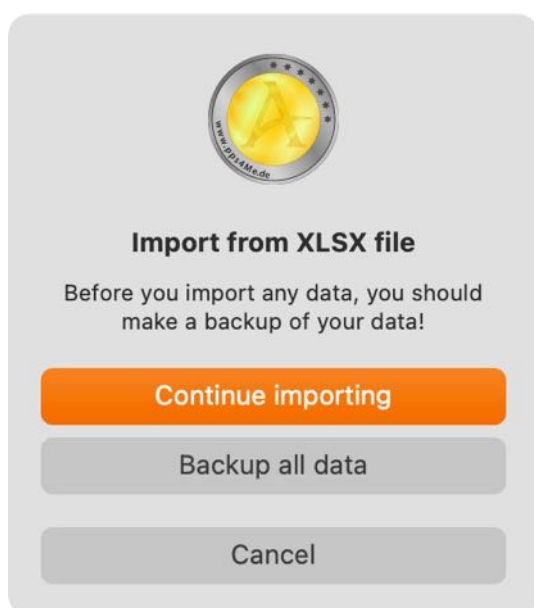 www.pps4Me.de
Import from XLSX file
Before you import any data, you should
make a backup of your data!
Continue importing
Backup all data
Cancel